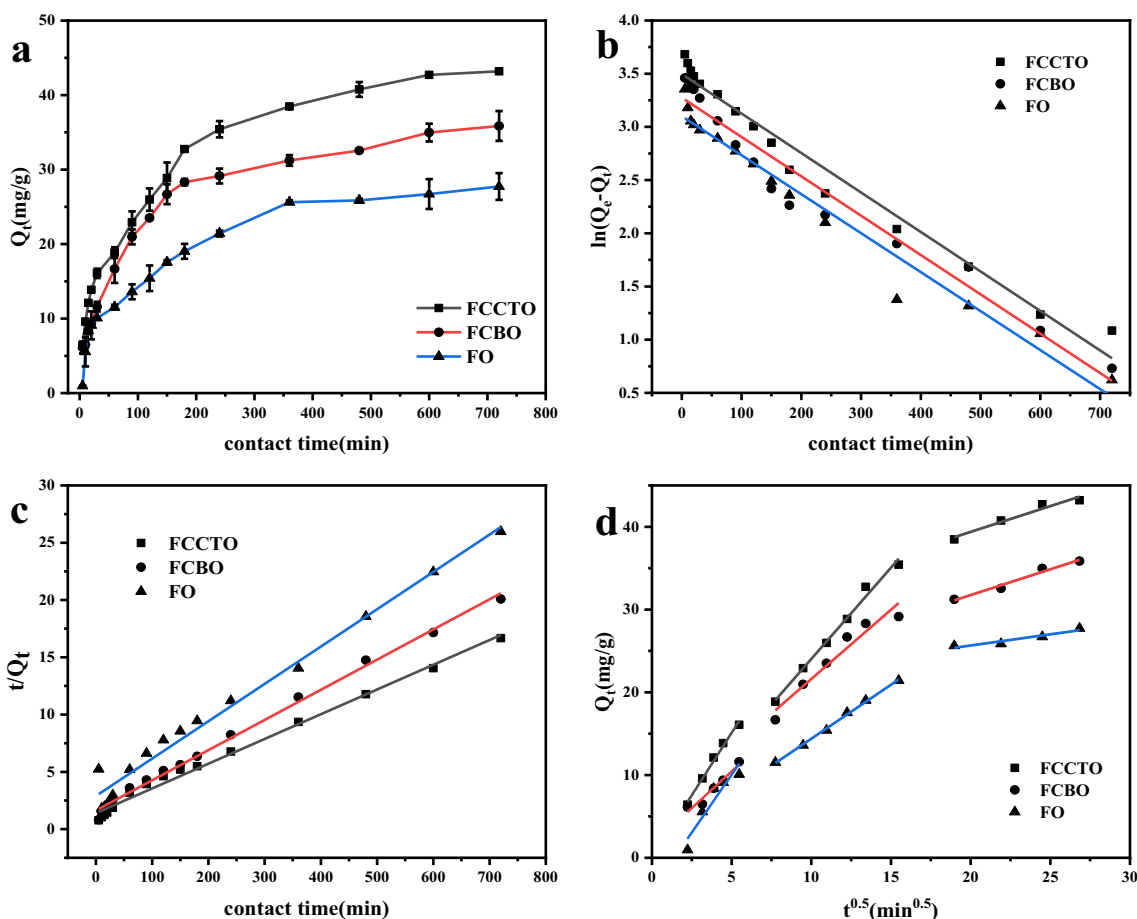 a
Qt(mg/g)
50
40
30
20
10
0
FCCTO
FCBO
FO
0 100 200 300 400 500 600 700 800
contact time(min)
b
ln(Qe-Qt)
4.0
3.5
3.0
2.5
2.0
1.5
1.0
0.5
FCCTO
FCBO
FO
0 100 200 300 400 500 600 700
contact time(min)
c
t/Qt
30
25
20
15
10
5
0
FCCTO
FCBO
FO
0 100 200 300 400 500 600 700 800
contact time(min)
d
Qt(mg/g)
40
30
20
10
0
FCCTO
FCBO
FO
0 5 10 15 20 25 30
t^0.5(min^0.5)